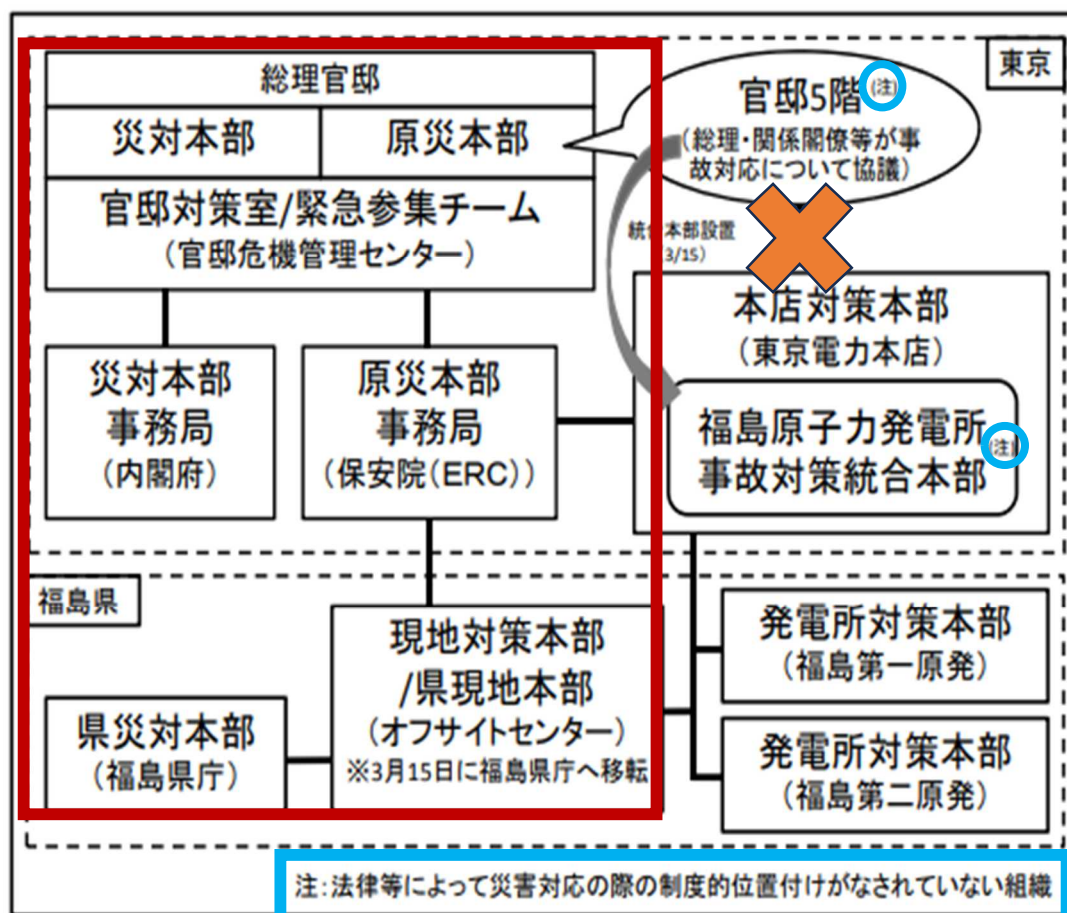 東京
総理官邸
災対本部
原災本部
官邸対策室/緊急参集チーム
(官邸危機管理センター)
官邸5階(注)
(総理・関係閣僚等が事
故対応について協議)
本部設置
3/15)
災対本部
事務局
(内閣府)
原災本部
事務局
(保安院(ERC))
本店対策本部
(東京電力本店)
福島原子力発電所
事故対策統合本部(注)
福島県
県災対本部
(福島県庁)
現地対策本部
/県現地本部
(オフサイトセンター)
※3月15日に福島県庁へ移転
発電所対策本部
(福島第一原発)
発電所対策本部
(福島第二原発)
注:法律等によって災害対応の際の制度的位置付けがなされていない組織